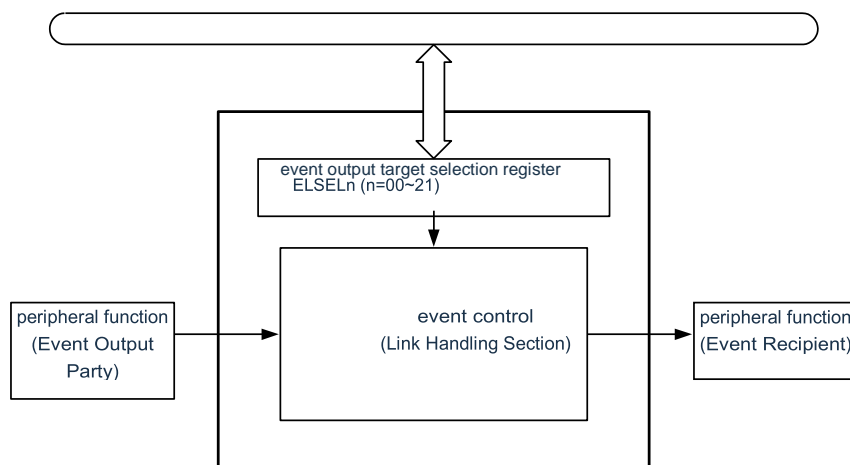 event output target selection register
ELSELn (n=00~21)
event control
(Link Handling Section)
peripheral function
(Event Output
Party)
peripheral function
(Event Recipient)